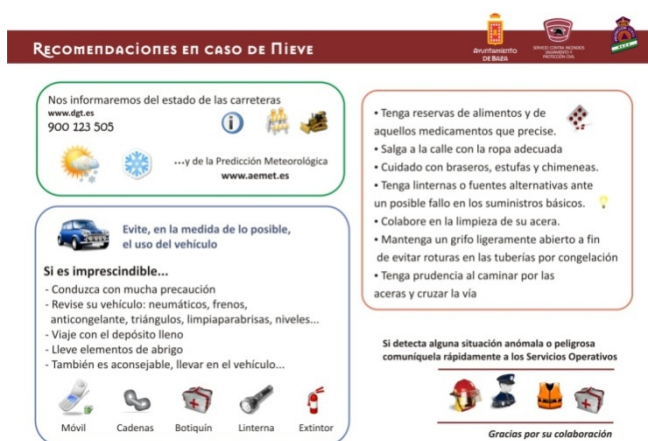 Recomendaciones en caso de Nieve
Ayuntamiento
DE BAZA
SERVICIO CONTRA INCENDIOS
SALVAMENTO Y
PROTECCIÓN CIVIL
Nos informaremos del estado de las carreteras
www.dgt.es
900 123 505
...y de la Predicción Meteorológica
www.aemet.es
Evite, en la medida de lo posible,
el uso del vehículo
Si es imprescindible...
- Conduzca con mucha precaución
- Revise su vehículo: neumáticos, frenos,
anticongelante, triángulos, limpiaparabrisas, niveles...
- Viaje con el depósito lleno
- Lleve elementos de abrigo
- También es aconsejable, llevar en el vehículo...
Móvil Cadenas Botiquín Linterna Extintor
• Tenga reservas de alimentos y de
aquellos medicamentos que precise.
• Salga a la calle con la ropa adecuada
• Cuidado con braseros, estufas y chimeneas.
• Tenga linternas o fuentes alternativas ante
un posible fallo en los suministros básicos.
• Colabore en la limpieza de su acera.
• Mantenga un grifo ligeramente abierto a fin
de evitar roturas en las tuberías por congelación
• Tenga prudencia al caminar por las
aceras y cruzar la vía
Si detecta alguna situación anómala o peligrosa
comuníquela rápidamente a los Servicios Operativos
Gracias por su colaboración